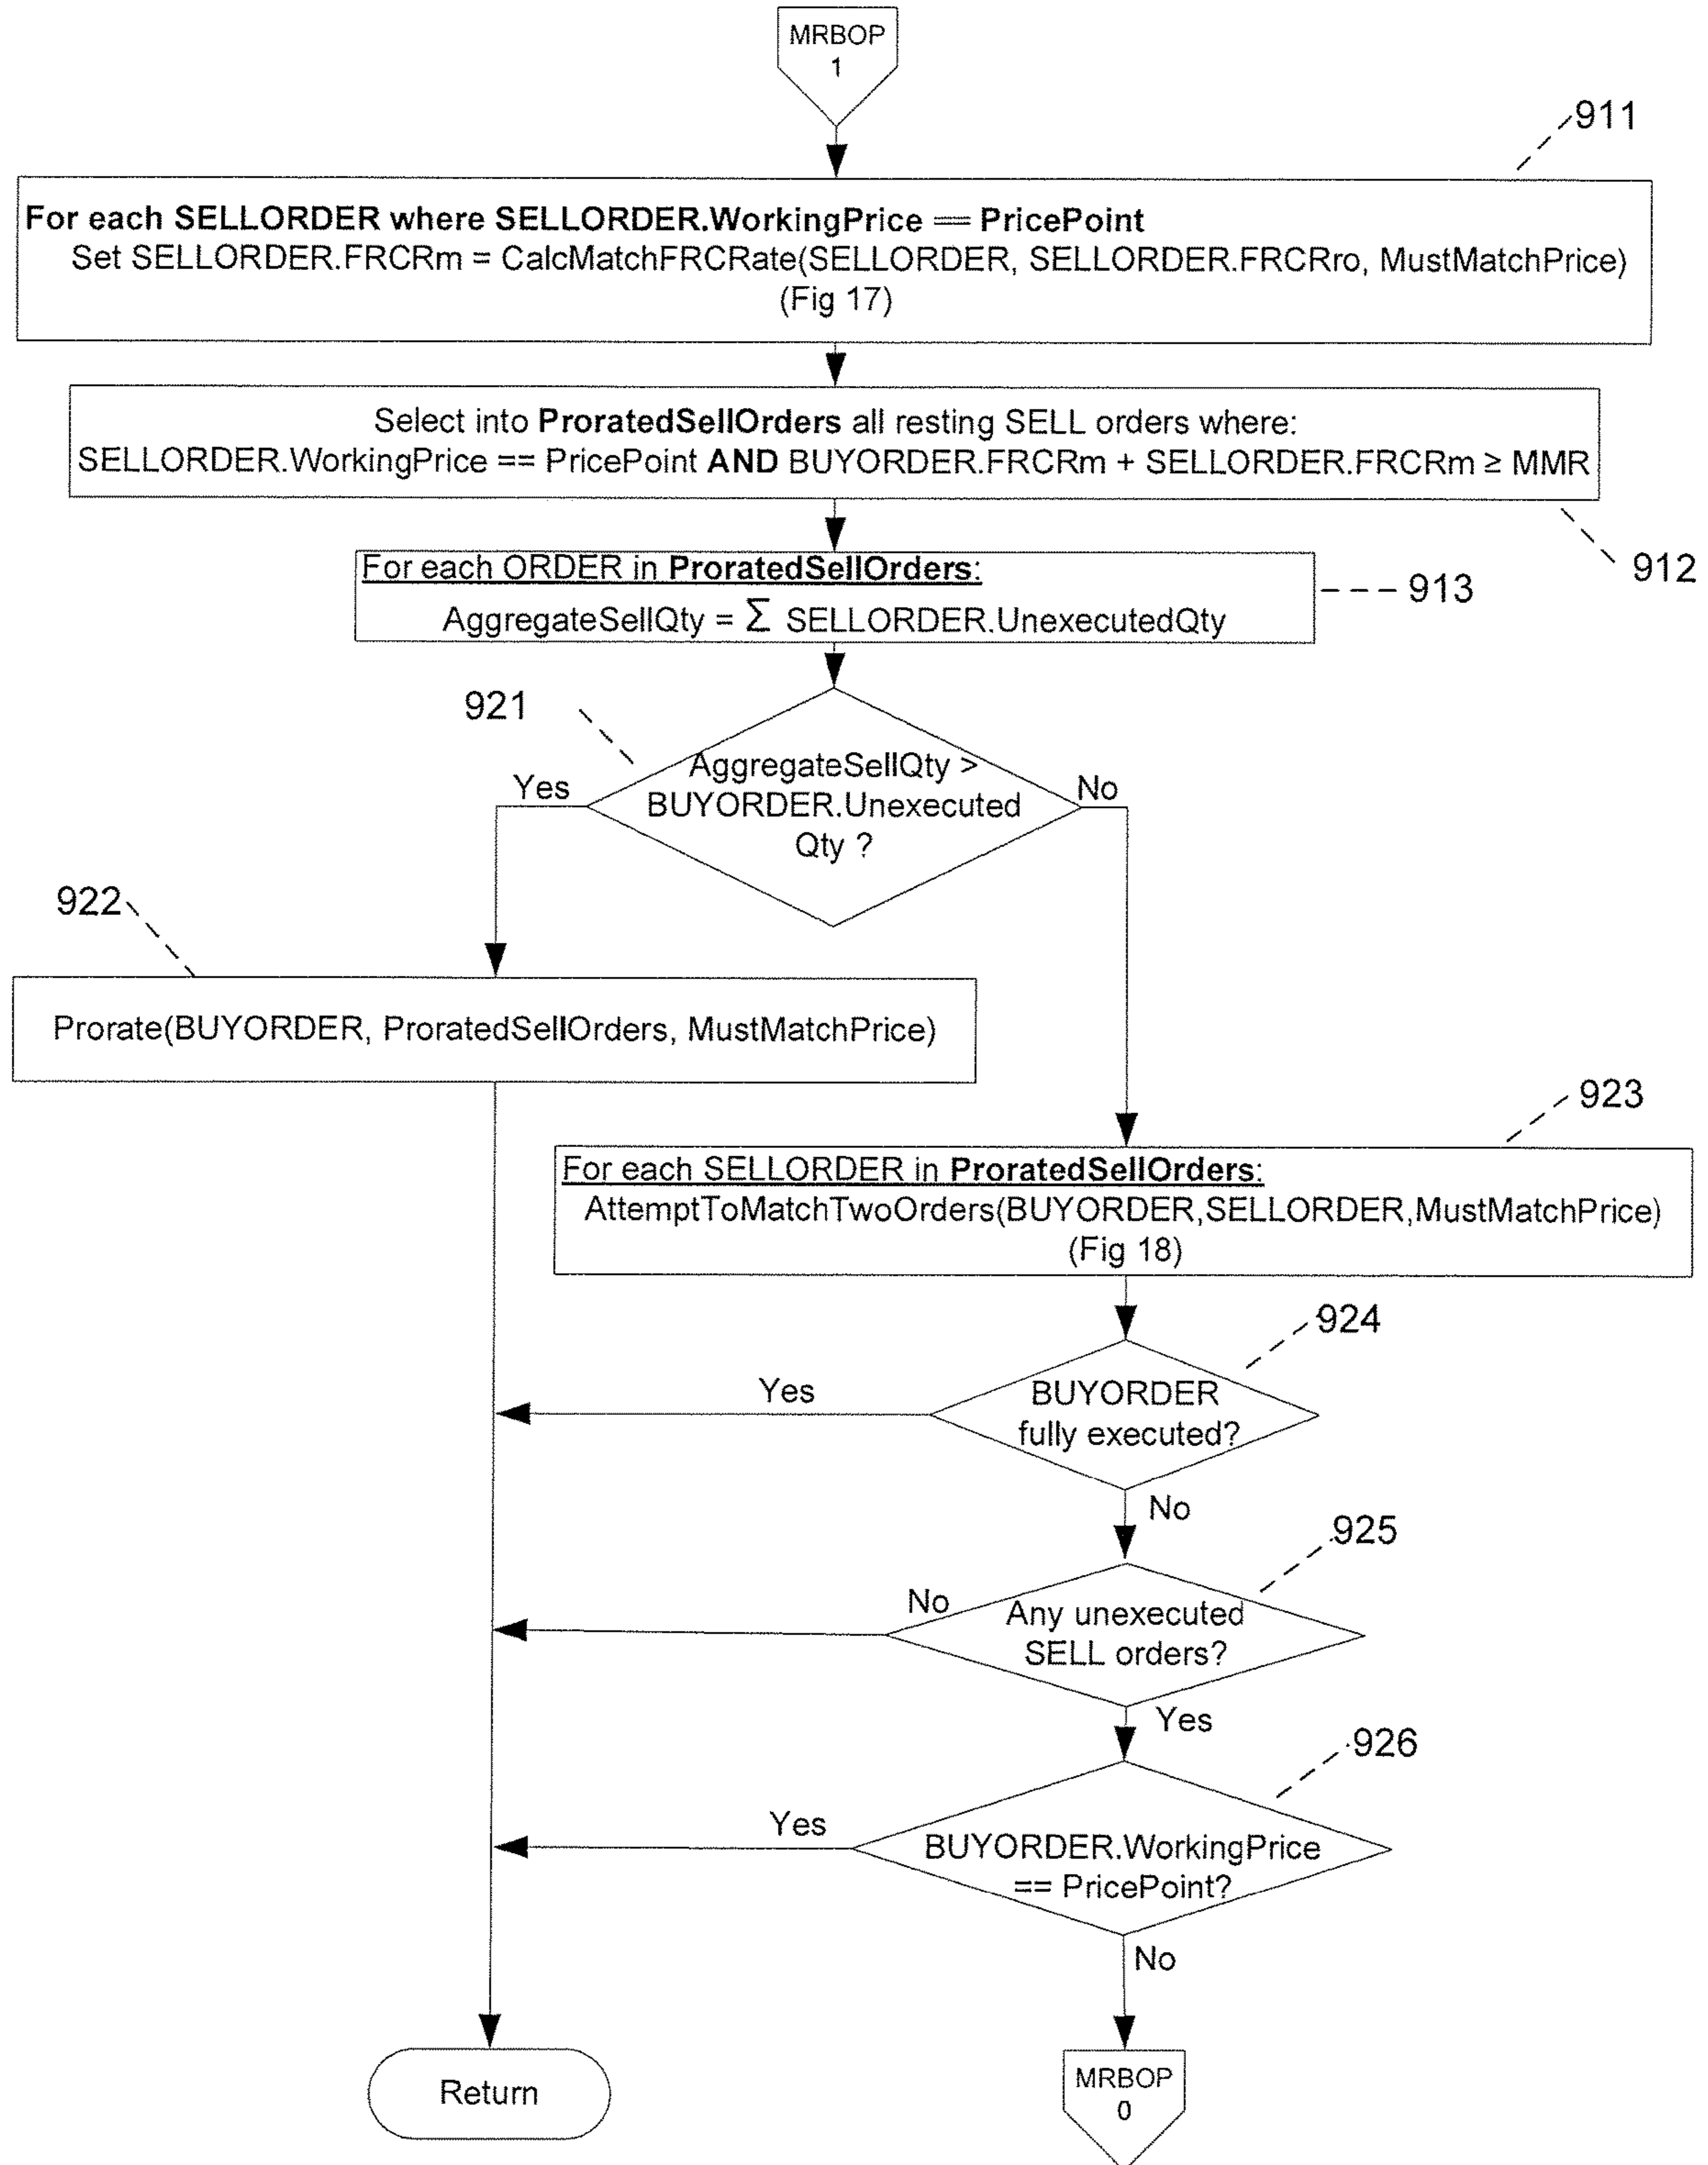 MRBOP
1
911
For each SELLORDER where SELLORDER.WorkingPrice == PricePoint
Set SELLORDER.FRCRm = CalcMatchFRCRate(SELLORDER, SELLORDER.FRCRro, MustMatchPrice)
(Fig 17)
Select into ProratedSellOrders all resting SELL orders where:
SELLORDER.WorkingPrice == PricePoint AND BUYORDER.FRCRm + SELLORDER.FRCRm ≥ MMR
912
For each ORDER in ProratedSellOrders:
AggregateSellQty = Σ SELLORDER.UnexecutedQty
913
921
AggregateSellQty >
BUYORDER.Unexecuted
Qty ?
Yes
No
922
Prorate(BUYORDER, ProratedSellOrders, MustMatchPrice)
923
For each SELLORDER in ProratedSellOrders:
AttemptToMatchTwoOrders(BUYORDER,SELLORDER,MustMatchPrice)
(Fig 18)
924
Yes
BUYORDER
fully executed?
No
925
No
Any unexecuted
SELL orders?
Yes
926
Yes
BUYORDER.WorkingPrice
== PricePoint?
No
Return
MRBOP
0